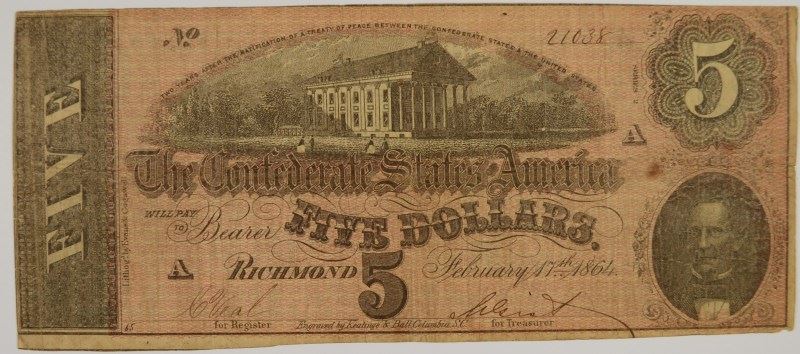 FIVE
No
21038
TWO YEARS AFTER THE RATIFICATION OF A TREATY OF PEACE BETWEEN THE CONFEDERATE STATES & THE UNITED STATES
5
A
The Confederate States of America
WILL PAY
TO
Bearer
FIVE DOLLARS.
A
RICHMOND
5
February 17th 1864.
for Register
Engraved by Keatinge & Ball, Columbia, S.C.
for Treasurer
65